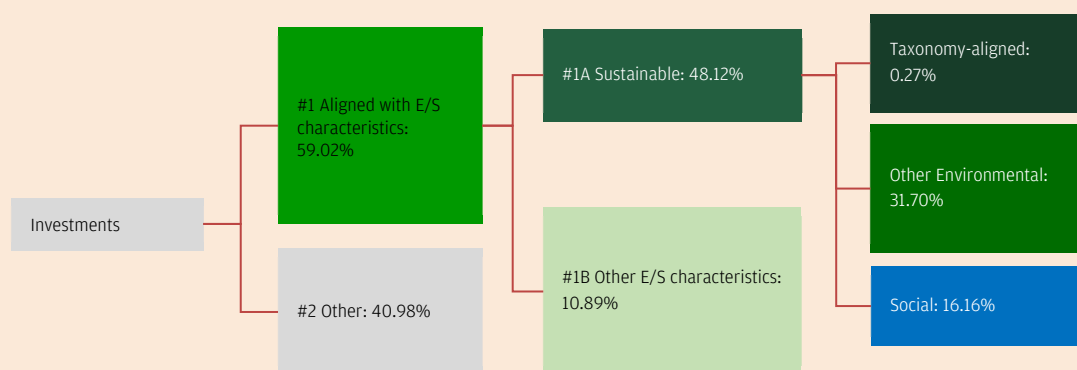 Investments
#1 Aligned with E/S
characteristics:
59.02%
#2 Other: 40.98%
#1A Sustainable: 48.12%
#1B Other E/S characteristics:
10.89%
Taxonomy-aligned:
0.27%
Other Environmental:
31.70%
Social: 16.16%